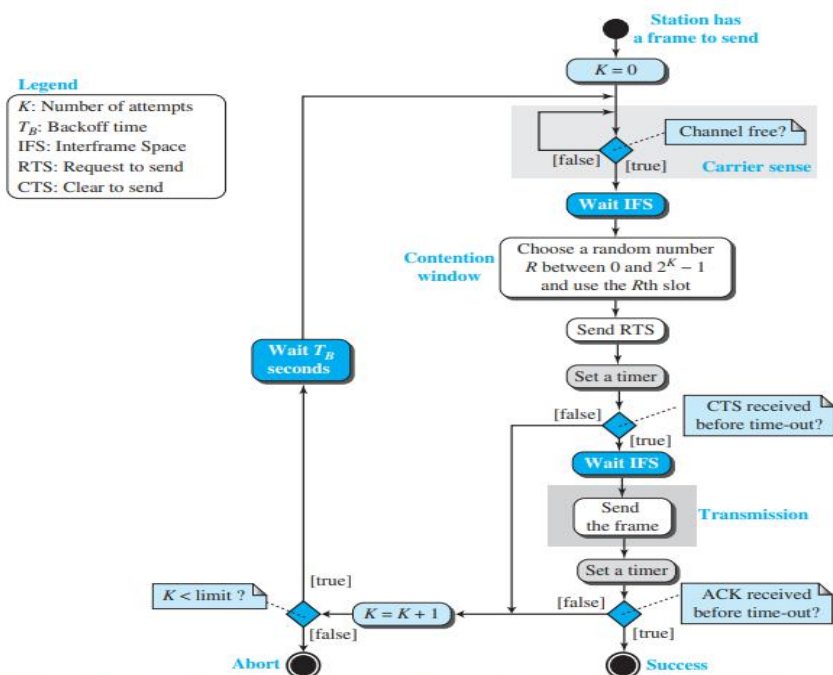 Station has
a frame to send
K = 0
Legend
K: Number of attempts
T_B: Backoff time
IFS: Interframe Space
RTS: Request to send
CTS: Clear to send
Channel free?
[false]
[true]
Carrier sense
Wait IFS
Contention
window
Choose a random number
R between 0 and 2^K − 1
and use the Rth slot
Send RTS
Wait T_B
seconds
Set a timer
[false]
CTS received
before time-out?
[true]
Wait IFS
Send
the frame
Transmission
Set a timer
[true]
K < limit ?
K = K + 1
[false]
ACK received
before time-out?
[false]
[true]
Abort
Success